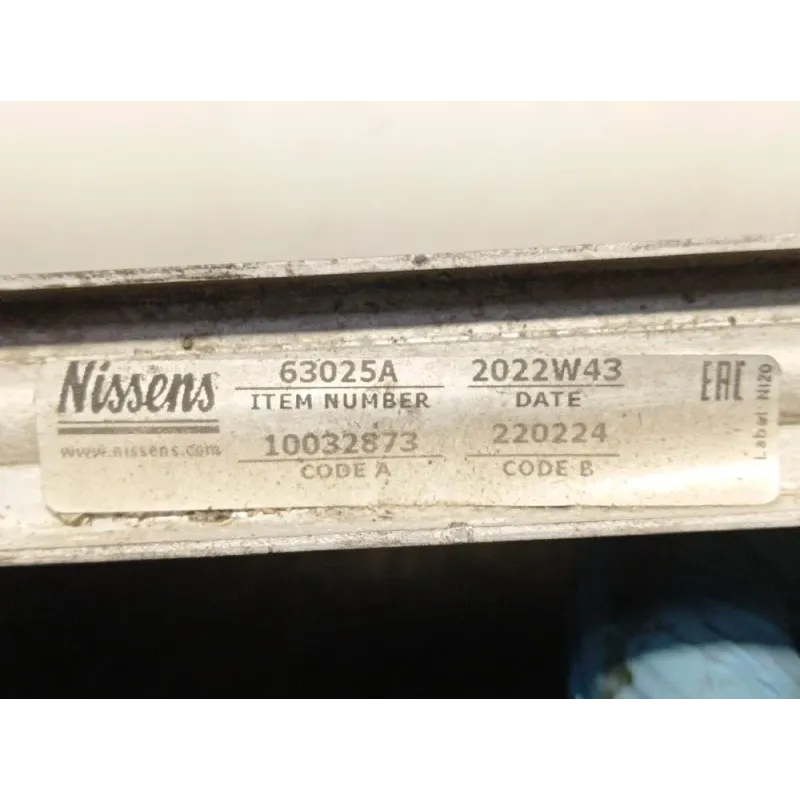 Nissens 63025A 2022W43 EAC
ITEM NUMBER DATE
www.nissens.com 10032873 220224
CODE A CODE B
Label NI20